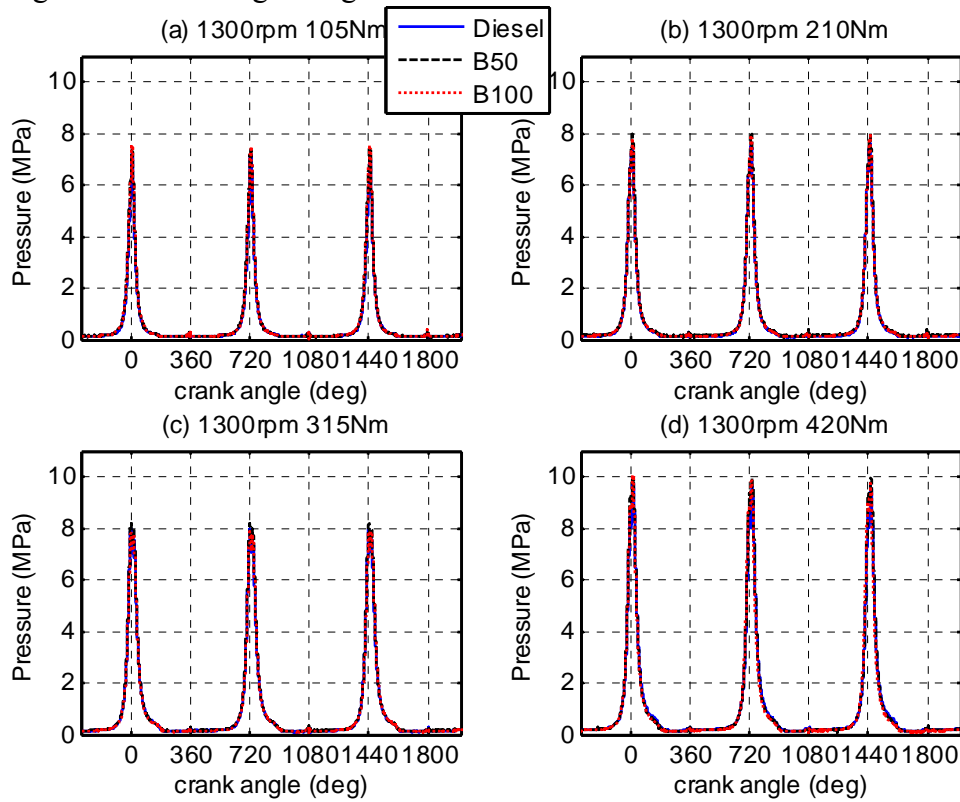 (a) 1300rpm 105Nm
Diesel
B50
B100
(b) 1300rpm 210Nm
Pressure (MPa)
10
8
6
4
2
0
0 360 720 1080 1440 1800
crank angle (deg)
Pressure (MPa)
10
8
6
4
2
0
0 360 720 1080 1440 1800
crank angle (deg)
(c) 1300rpm 315Nm
Pressure (MPa)
10
8
6
4
2
0
0 360 720 1080 1440 1800
crank angle (deg)
(d) 1300rpm 420Nm
Pressure (MPa)
10
8
6
4
2
0
0 360 720 1080 1440 1800
crank angle (deg)